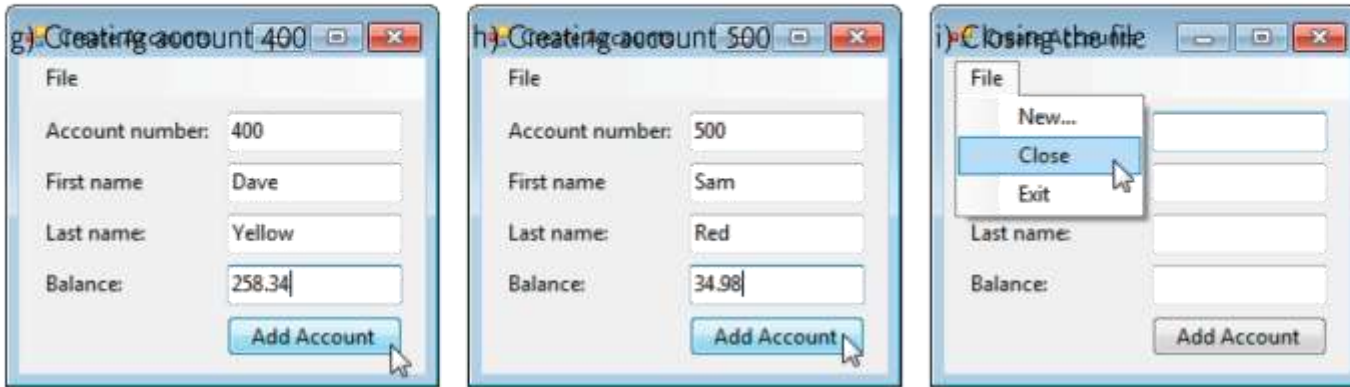 g) Creating account 400
File
Account number: 400
First name Dave
Last name: Yellow
Balance: 258.34
Add Account
h) Creating account 500
File
Account number: 500
First name Sam
Last name: Red
Balance: 34.98
Add Account
i) Closing the file
File
New...
Close
Exit
Last name:
Balance:
Add Account